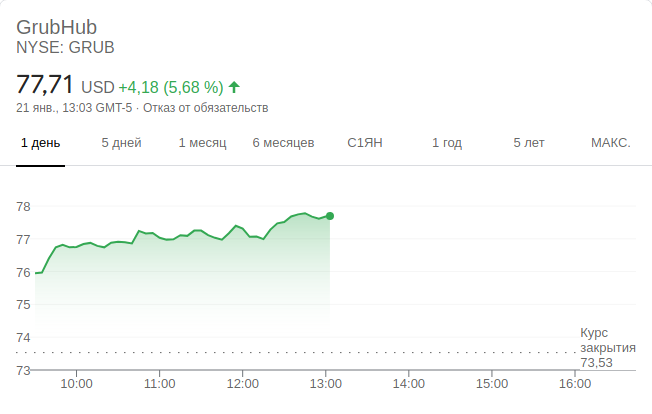 GrubHub
NYSE: GRUB
77,71 USD +4,18 (5,68 %)
21 янв., 13:03 GMT-5 · Отказ от обязательств
1 день 5 дней 1 месяц 6 месяцев С1ЯН 1 год 5 лет МАКС.
78
77
76
75
74
Курс
закрытия
73,53
73
10:00 11:00 12:00 13:00 14:00 15:00 16:00